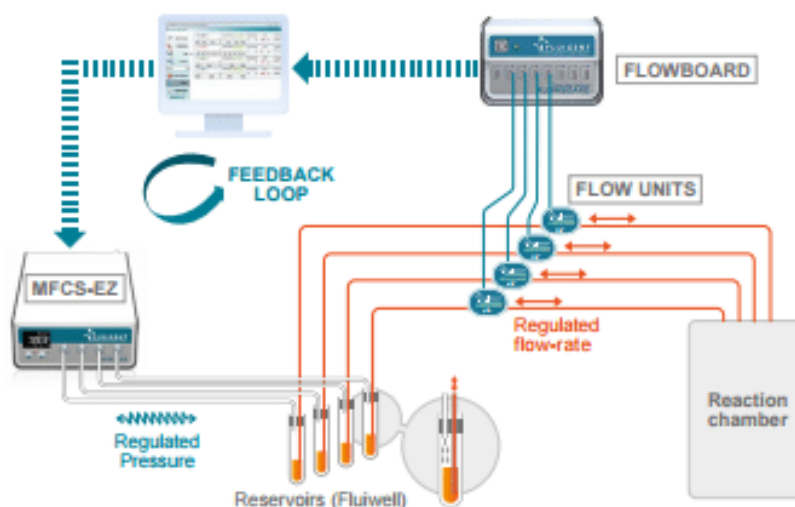 FLOWBOARD
FEEDBACK
LOOP
FLOW UNITS
MFCS-EZ
Regulated
flow-rate
Reaction
chamber
Regulated
Pressure
Reservoirs (Fluiwell)